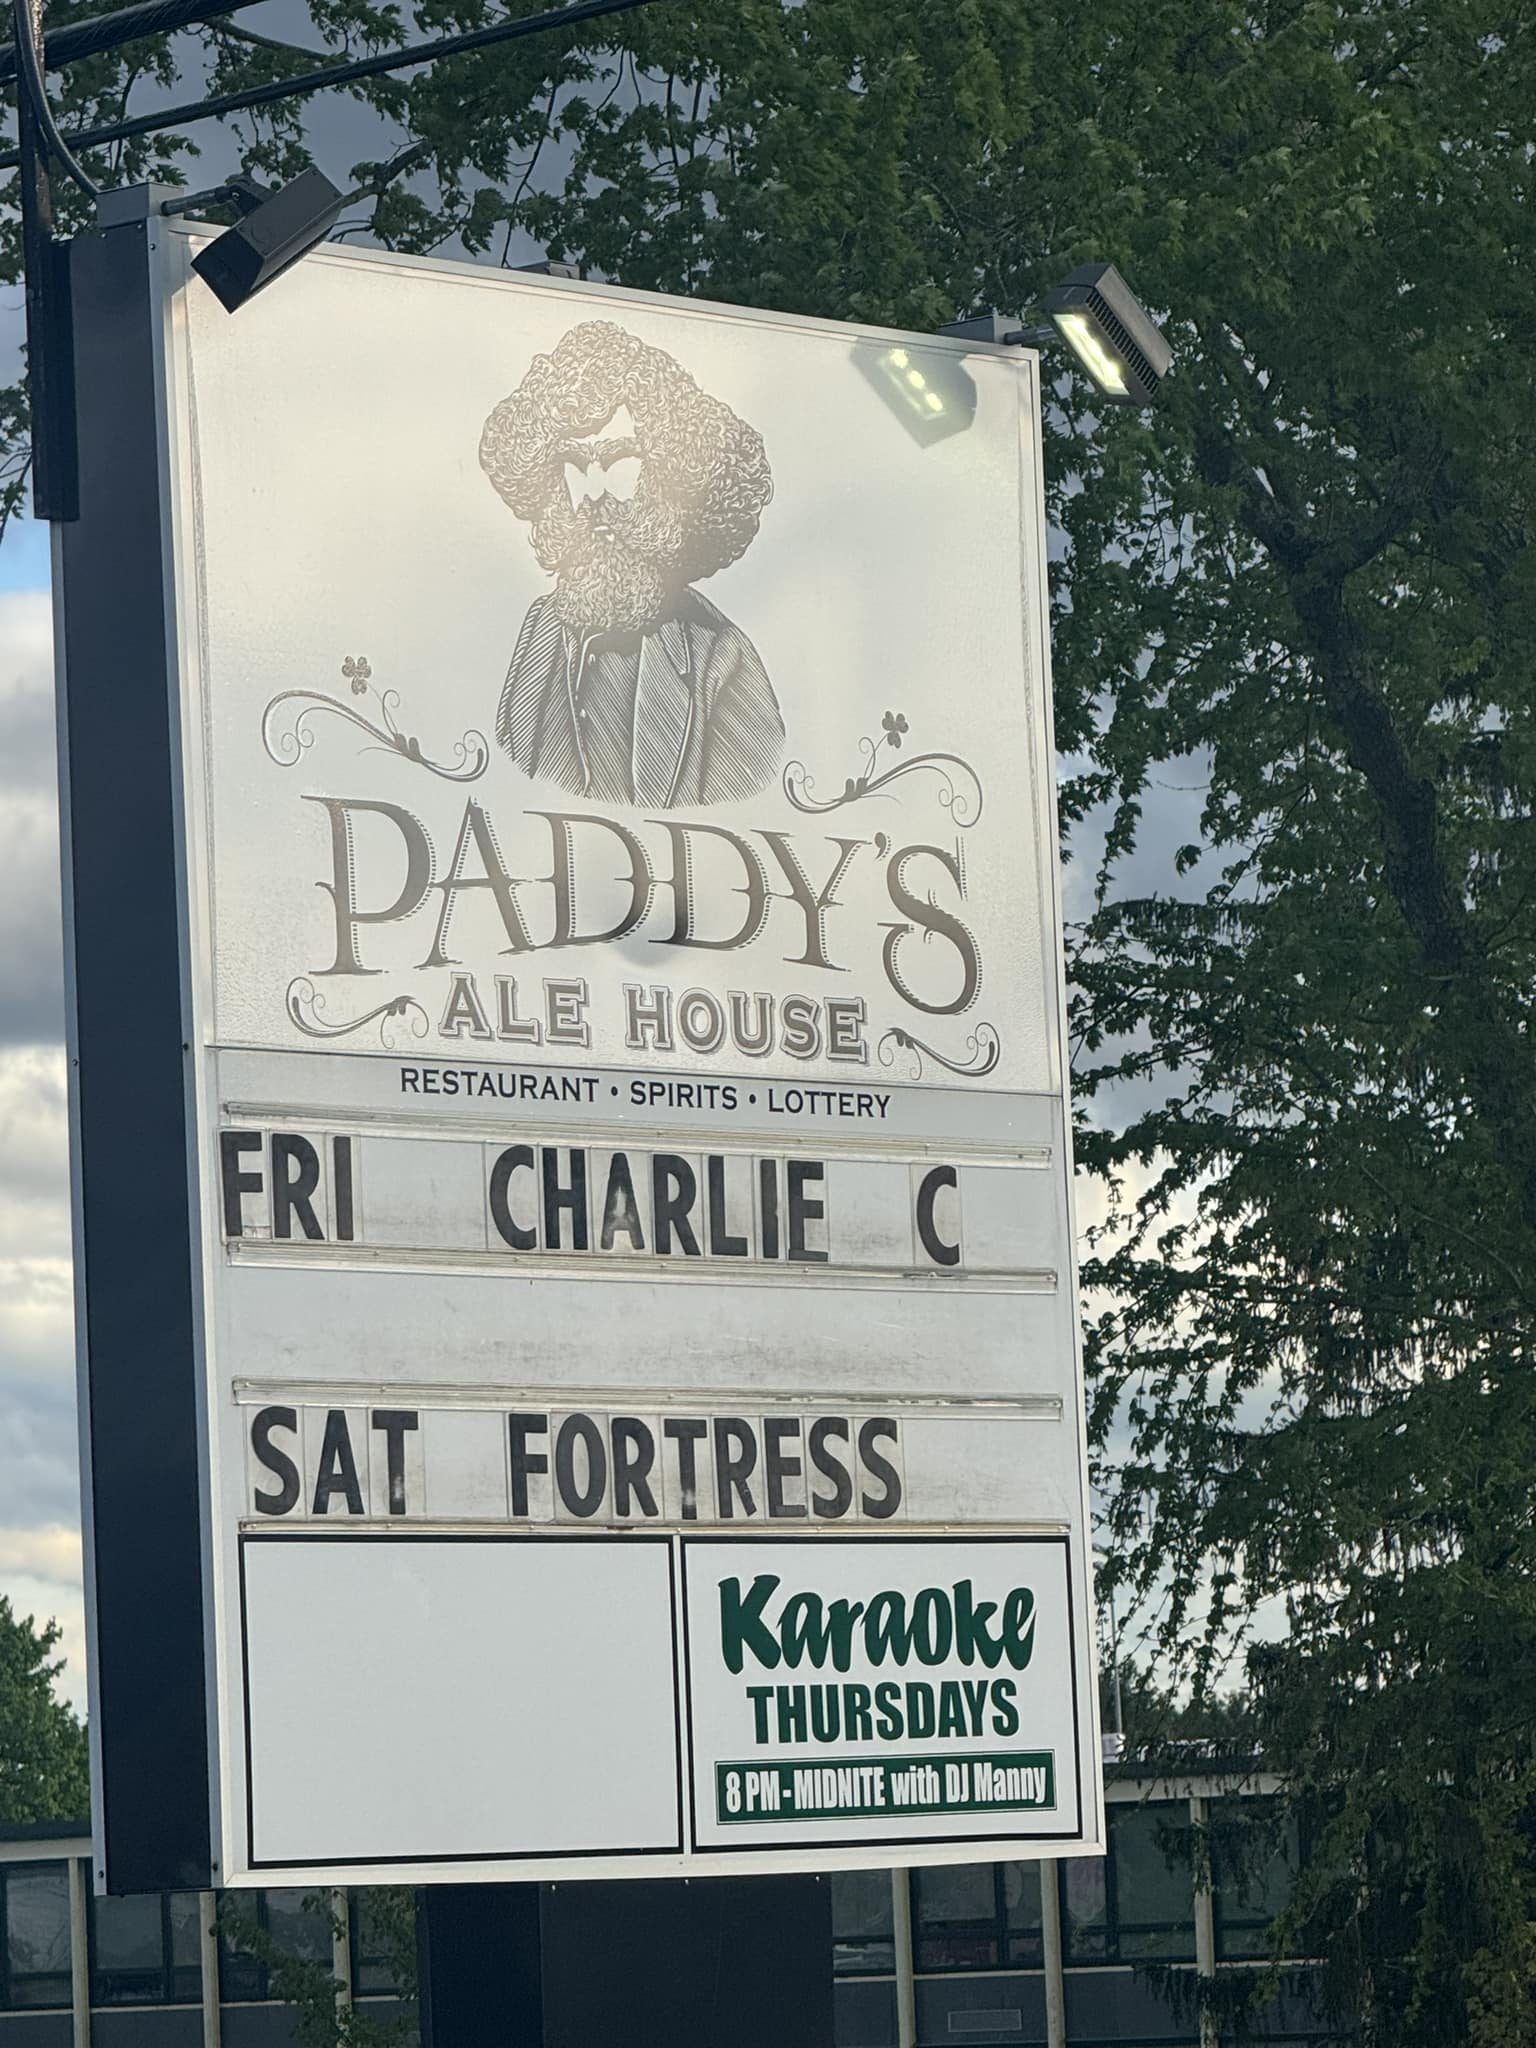 PADDY'S
ALE HOUSE
RESTAURANT • SPIRITS • LOTTERY
FRI CHARLIE C
SAT FORTRESS
Karaoke
THURSDAYS
8 PM - MIDNITE with DJ Manny